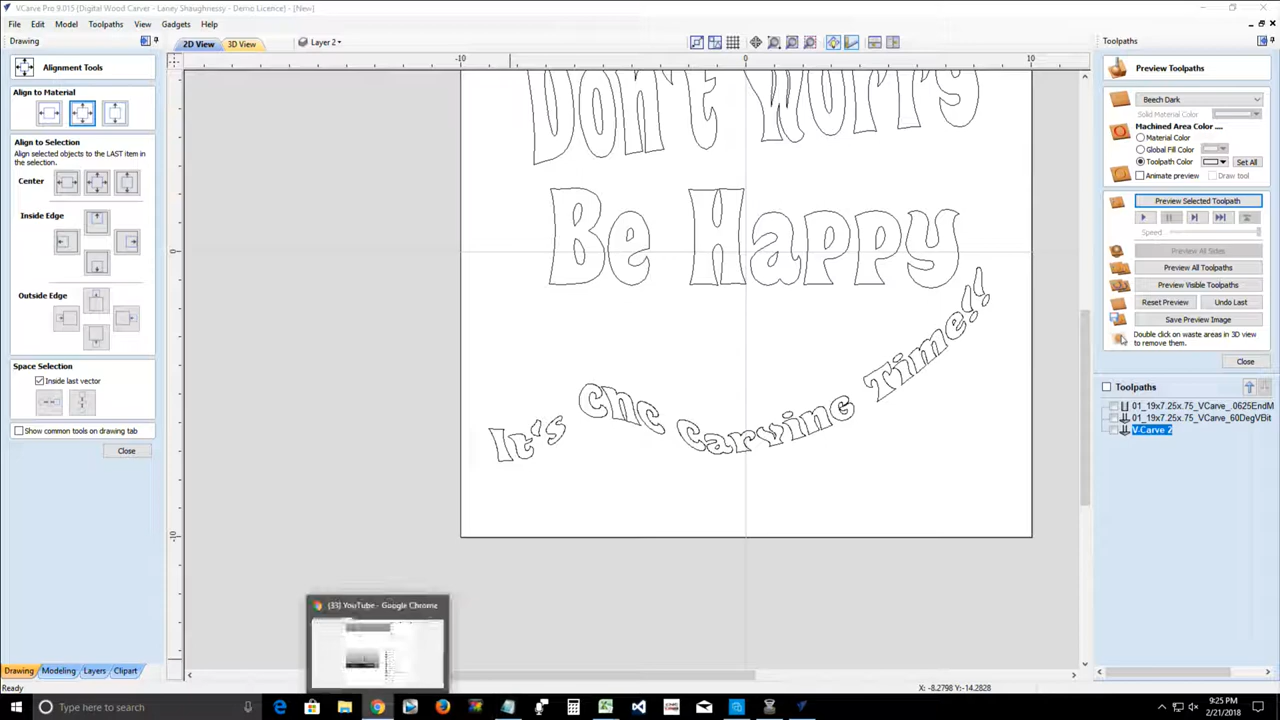 VCarve Pro 9.015 {Digital Wood Carver - Laney Shaughnessy - Demo Licence} - [New]
File Edit Model Toolpaths View Gadgets Help
Drawing
2D View 3D View Layer 2
Toolpaths
Alignment Tools
Align to Material
Align to Selection
Align selected objects to the LAST item in
the selection.
Center
Inside Edge
Outside Edge
Space Selection
Inside last vector
Show common tools on drawing tab
Close
-10 0 10
0
-10
Don't Worry
Be Happy
It's CNC Carving Time!!
Preview Toolpaths
Beech Dark
Solid Material Color
Machined Area Color ....
Material Color
Global Fill Color
Toolpath Color Set All
Animate preview Draw tool
Preview Selected Toolpath
Speed
Preview All Sides
Preview All Toolpaths
Preview Visible Toolpaths
Reset Preview Undo Last
Save Preview Image
Double click on waste areas in 3D view
to remove them.
Close
Toolpaths
01_19x7.25x.75_VCarve_.0625EndM
01_19x7.25x.75_VCarve_60DegVBit
V-Carve 2
(33) YouTube - Google Chrome
Drawing Modeling Layers Clipart
Ready
X: -8.2798 Y:-14.2828
Type here to search
9:25 PM
2/21/2018